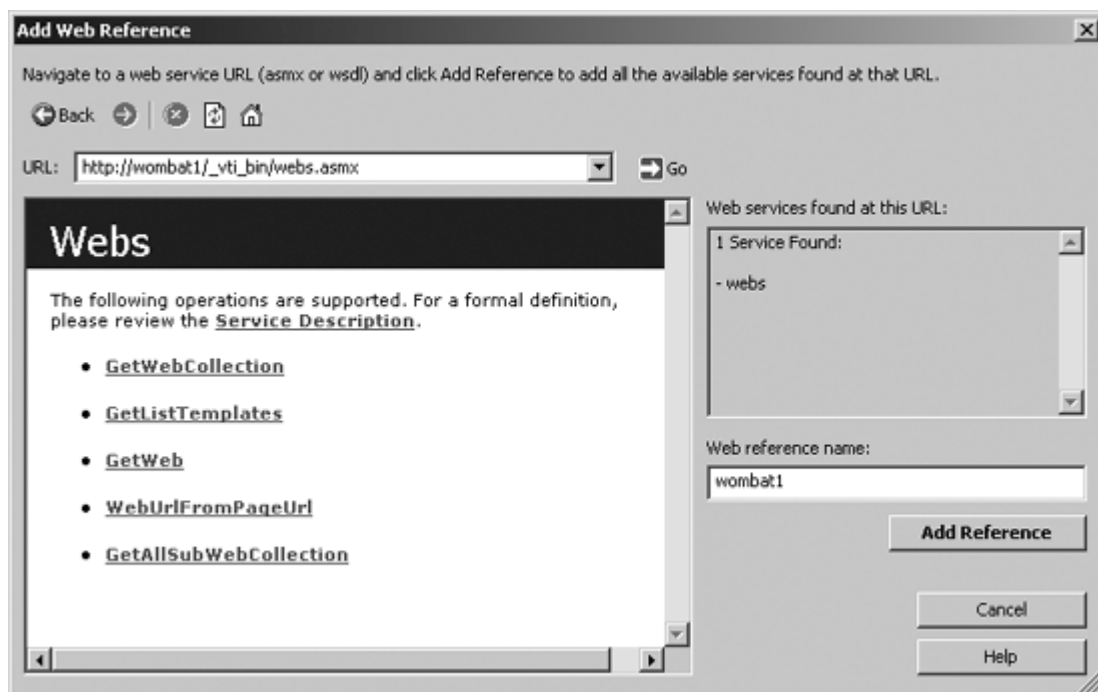 Add Web Reference
Navigate to a web service URL (asmx or wsdl) and click Add Reference to add all the available services found at that URL.
Back
URL: http://wombat1/_vti_bin/webs.asmx Go
Webs
The following operations are supported. For a formal definition,
please review the Service Description.
• GetWebCollection
• GetListTemplates
• GetWeb
• WebUrlFromPageUrl
• GetAllSubWebCollection
Web services found at this URL:
1 Service Found:
- webs
Web reference name:
wombat1
Add Reference
Cancel
Help